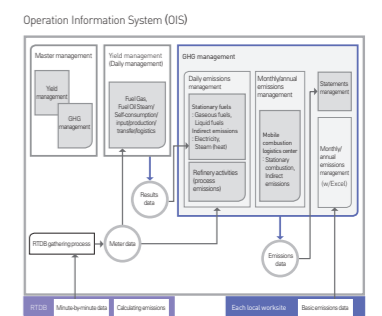 Operation Information System (OIS)
Master management
Yield
management
GHG
management
Yield management
(Daily management)
Fuel Gas,
Fuel Oil Steam/
Self-consumption/
input/production/
transfer/logistics
GHG management
Daily emissions
management
Stationary fuels
: Gaseous fuels,
Liquid fuels
Indirect emissions
: Electricity,
Steam (heat)
Refinery activities
(process
emissions)
Monthly/annual
emissions
management
Mobile
combustion
logistics center
: Stationary
combustion,
Indirect
emissions
Statements
management
Monthly/
annual
emissions
management
(w/Excel)
Results
data
RTDB gathering process
Meter data
Emissions
data
RTDB
Minute-by-minute data
Calculating emissions
Each local worksite
Basic emissions data